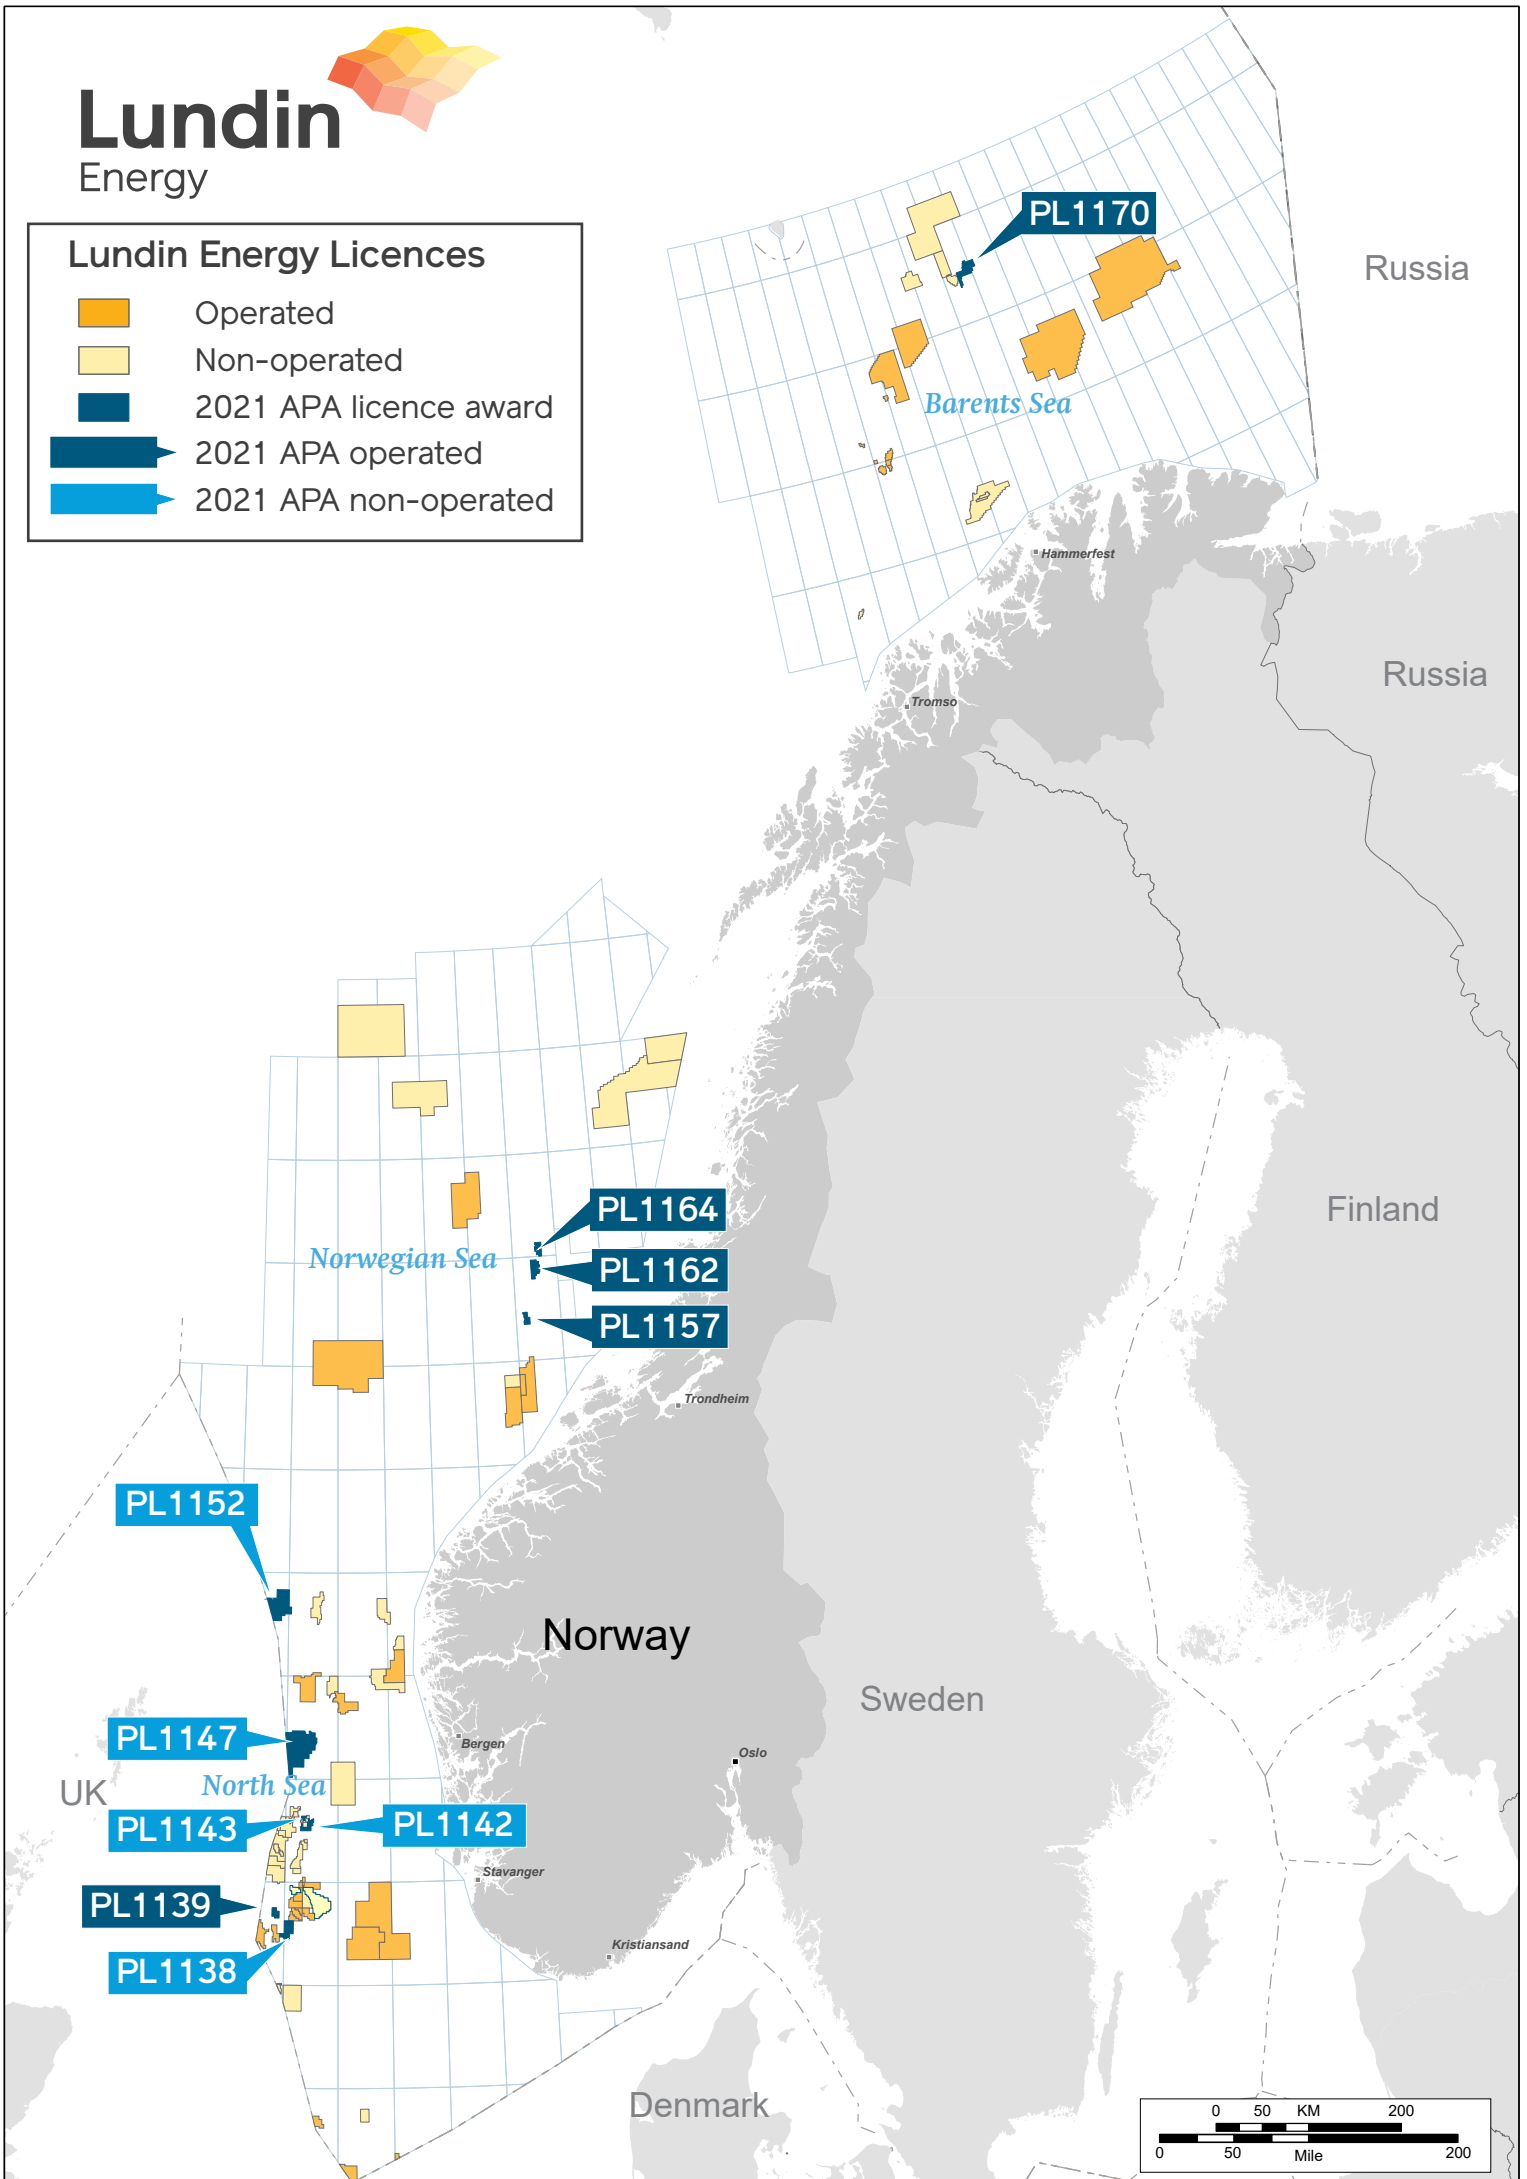 Lundin
Energy
Lundin Energy Licences
Operated
Non-operated
2021 APA licence award
2021 APA operated
2021 APA non-operated
PL1170
Russia
Barents Sea
Hammerfest
Russia
Tromso
PL1164
Finland
Norwegian Sea
PL1162
PL1157
Trondheim
PL1152
Norway
Sweden
PL1147
Bergen
Oslo
UK
North Sea
PL1143
PL1142
Stavanger
PL1139
Kristiansand
PL1138
Denmark
0 50 KM 200
0 50 Mile 200